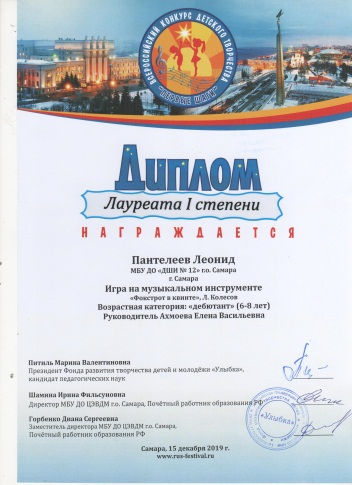 ВСЕРОССИЙСКИЙ КОНКУРС ДЕТСКОГО ТВОРЧЕСТВА
"ПЕРВЫЕ ШАГИ"
ДИПЛОМ
Лауреата I степени
НАГРАЖДАЕТСЯ
Пантелеев Леонид
МБУ ДО «ДШИ № 12» г.о. Самара
г. Самара
Игра на музыкальном инструменте
«Фокстрот в квинте», Л. Колесов
Возрастная категория: «дебютант» (6-8 лет)
Руководитель Ахмоева Елена Васильевна
Питиль Марина Валентиновна
Президент Фонда развития творчества детей и молодёжи «Улыбка»,
кандидат педагогических наук
Шамина Ирина Фильсуновна
Директор МБУ ДО ЦЭВДМ г.о. Самара, Почётный работник образования РФ
Горбенко Диана Сергеевна
Заместитель директора МБУ ДО ЦЭВДМ г.о. Самара,
Почётный работник образования РФ
«Улыбка»
Самара, 15 декабря 2019 г.
www.rus-festival.ru